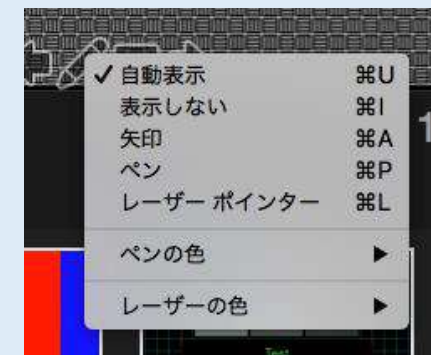 ✓ 自動表示 ⌘U
表示しない ⌘I
矢印 ⌘A
ペン ⌘P
レーザー ポインター ⌘L
ペンの色 ▶
レーザーの色 ▶
Test